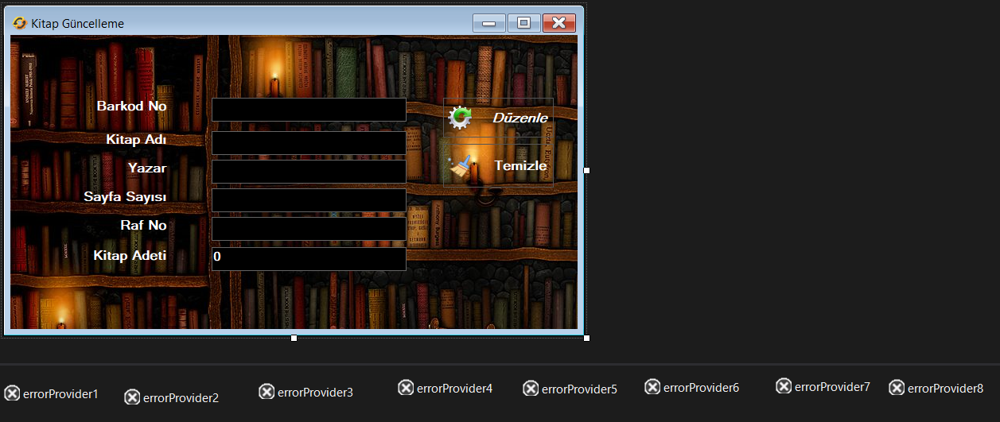 Kitap Güncelleme
Barkod No
Düzenle
Kitap Adı
Yazar
Temizle
Sayfa Sayısı
Raf No
Kitap Adeti
0
errorProvider1
errorProvider2
errorProvider3
errorProvider4
errorProvider5
errorProvider6
errorProvider7
errorProvider8